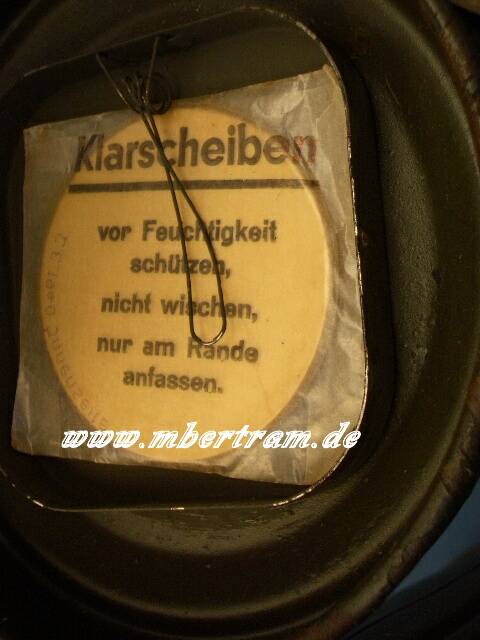 Klarscheiben
vor Feuchtigkeit
schützen,
nicht wischen,
nur am Rande
anfassen.
www.mbertram.de